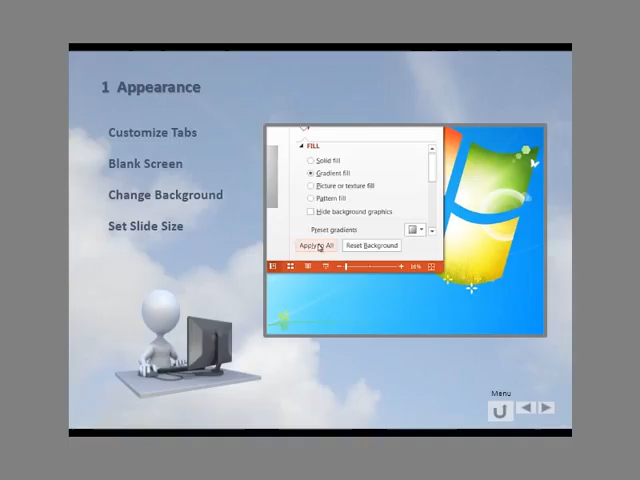 1 Appearance
Customize Tabs
Blank Screen
Change Background
Set Slide Size
FILL
Solid fill
Gradient fill
Picture or texture fill
Pattern fill
Hide background graphics
Preset gradients
Apply to All
Reset Background
16%
Menu